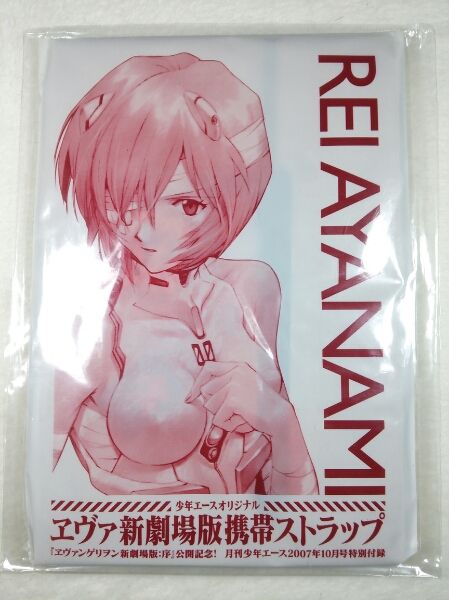 REI AYANAMI
00
少年エースオリジナル
ヱヴァ新劇場版携帯ストラップ
『ヱヴァンゲリヲン新劇場版:序』公開記念! 月刊少年エース2007年10月号特別付録